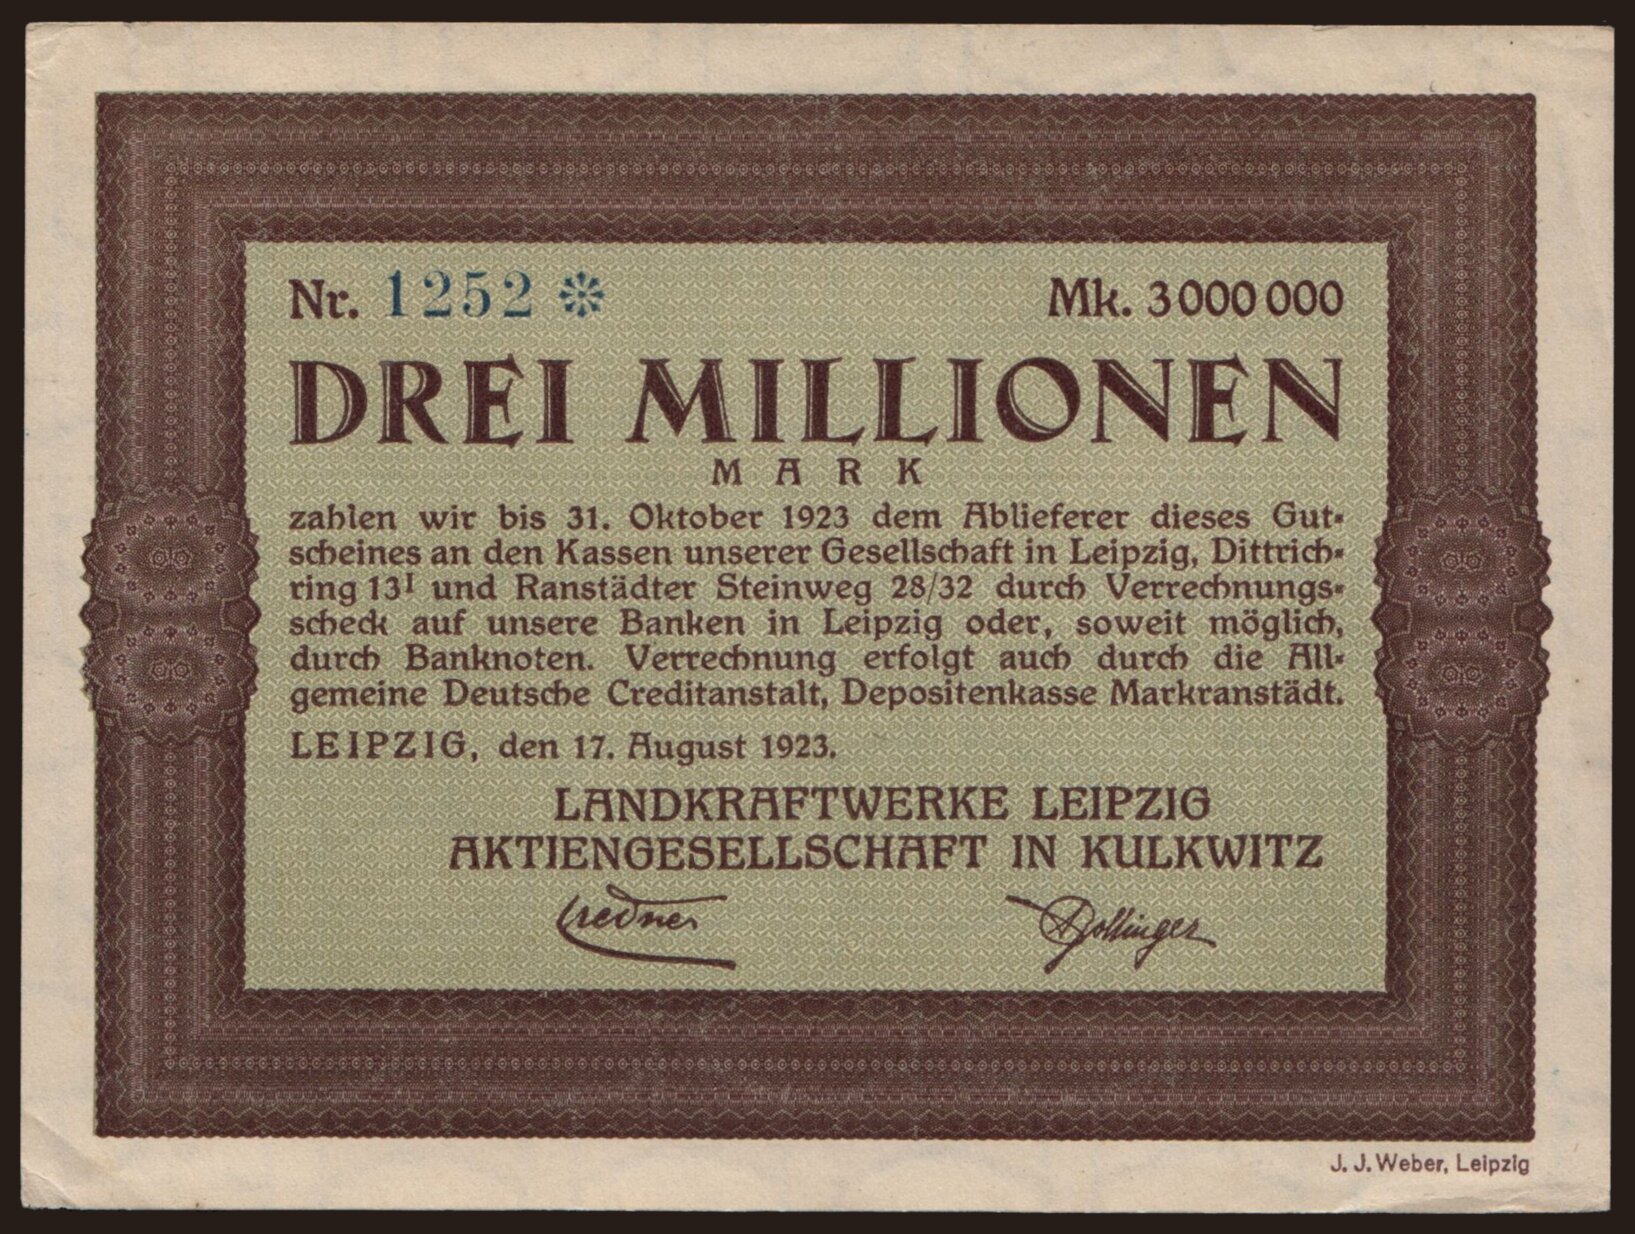 Nr. 1252 * Mk. 3000000
DREI MILLIONEN
MARK
zahlen wir bis 31. Oktober 1923 dem Ablieferer dieses Gut-
scheines an den Kassen unserer Gesellschaft in Leipzig, Dittrich-
ring 13I und Ranstädter Steinweg 28/32 durch Verrechnungs-
scheck auf unsere Banken in Leipzig oder, soweit möglich,
durch Banknoten. Verrechnung erfolgt auch durch die All-
gemeine Deutsche Creditanstalt, Depositenkasse Markranstädt.
LEIPZIG, den 17. August 1923.
LANDKRAFTWERKE LEIPZIG
AKTIENGESELLSCHAFT IN KULKWITZ
Credner
J. J. Weber, Leipzig